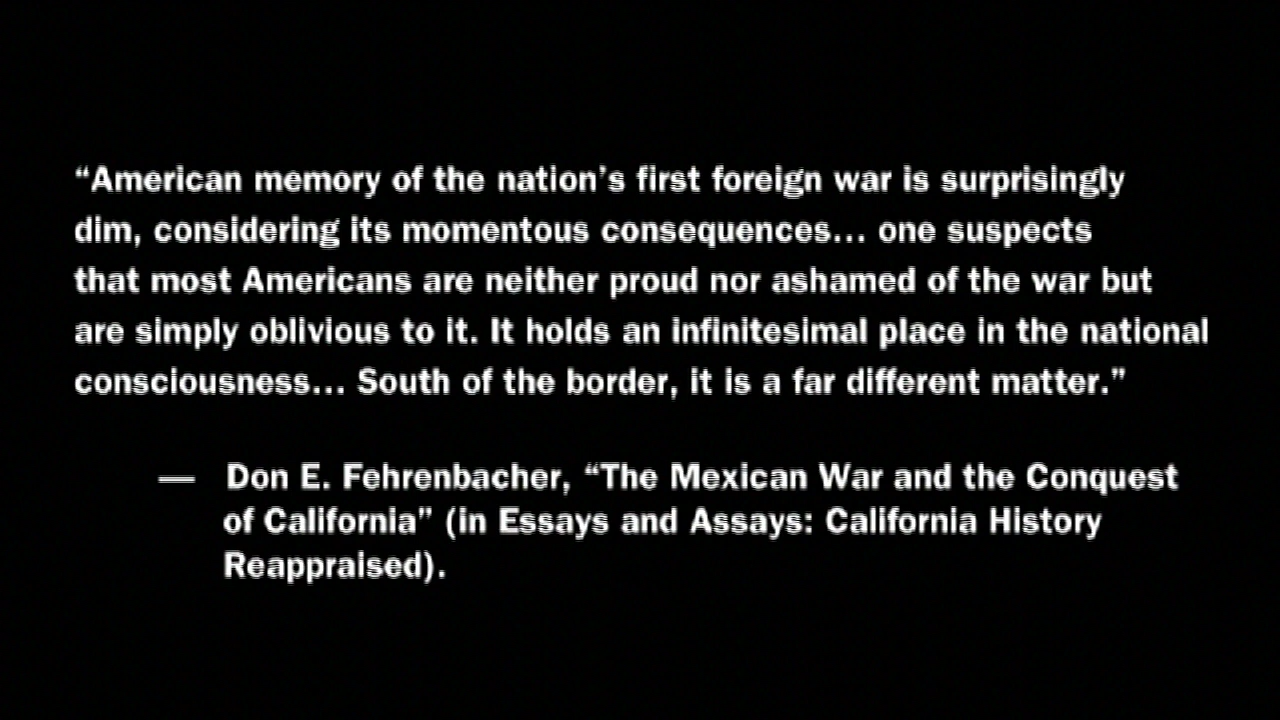 “American memory of the nation’s first foreign war is surprisingly
dim, considering its momentous consequences... one suspects
that most Americans are neither proud nor ashamed of the war but
are simply oblivious to it. It holds an infinitesimal place in the national
consciousness... South of the border, it is a far different matter.”
— Don E. Fehrenbacher, “The Mexican War and the Conquest
of California” (in Essays and Assays: California History
Reappraised).